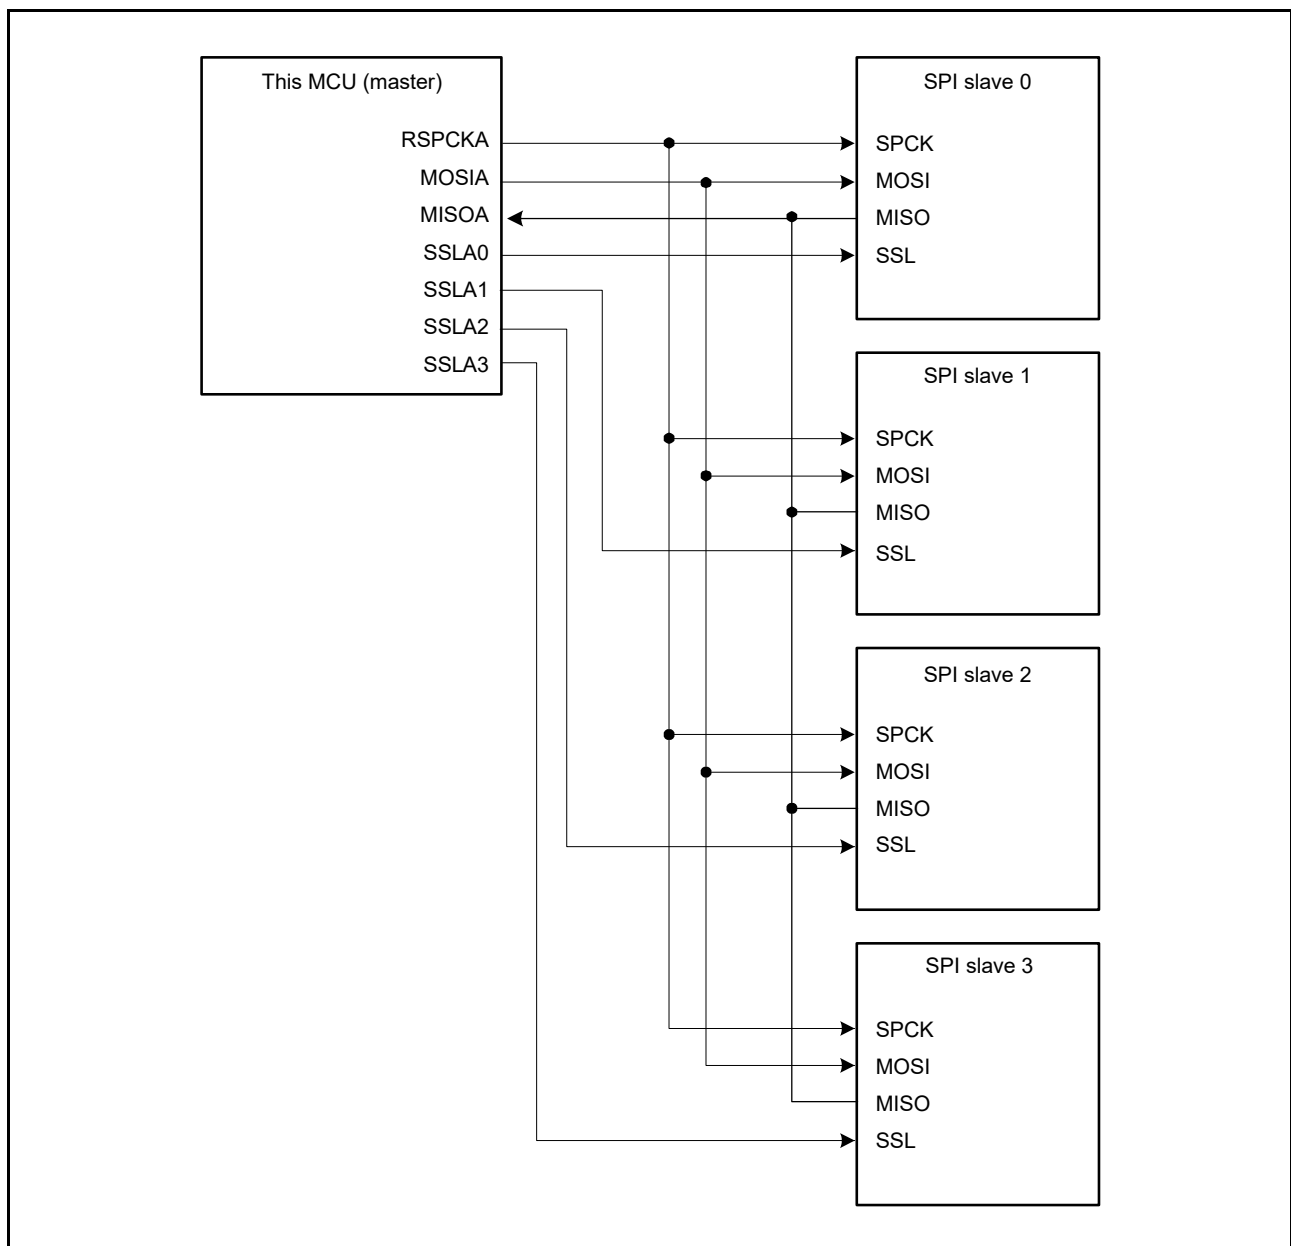 This MCU (master)
RSPCKA
MOSIA
MISOA
SSLA0
SSLA1
SSLA2
SSLA3
SPI slave 0
SPCK
MOSI
MISO
SSL
SPI slave 1
SPCK
MOSI
MISO
SSL
SPI slave 2
SPCK
MOSI
MISO
SSL
SPI slave 3
SPCK
MOSI
MISO
SSL